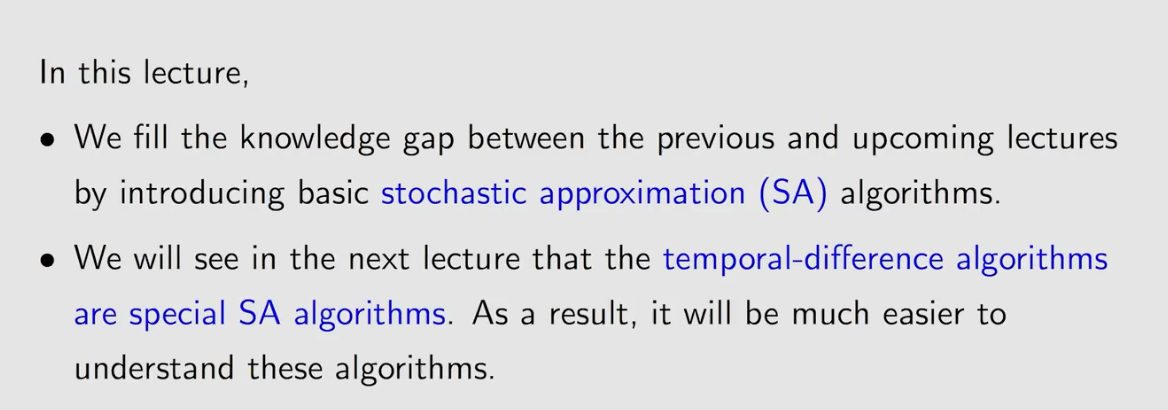 In this lecture,
• We fill the knowledge gap between the previous and upcoming lectures
by introducing basic stochastic approximation (SA) algorithms.
• We will see in the next lecture that the temporal-difference algorithms
are special SA algorithms. As a result, it will be much easier to
understand these algorithms.